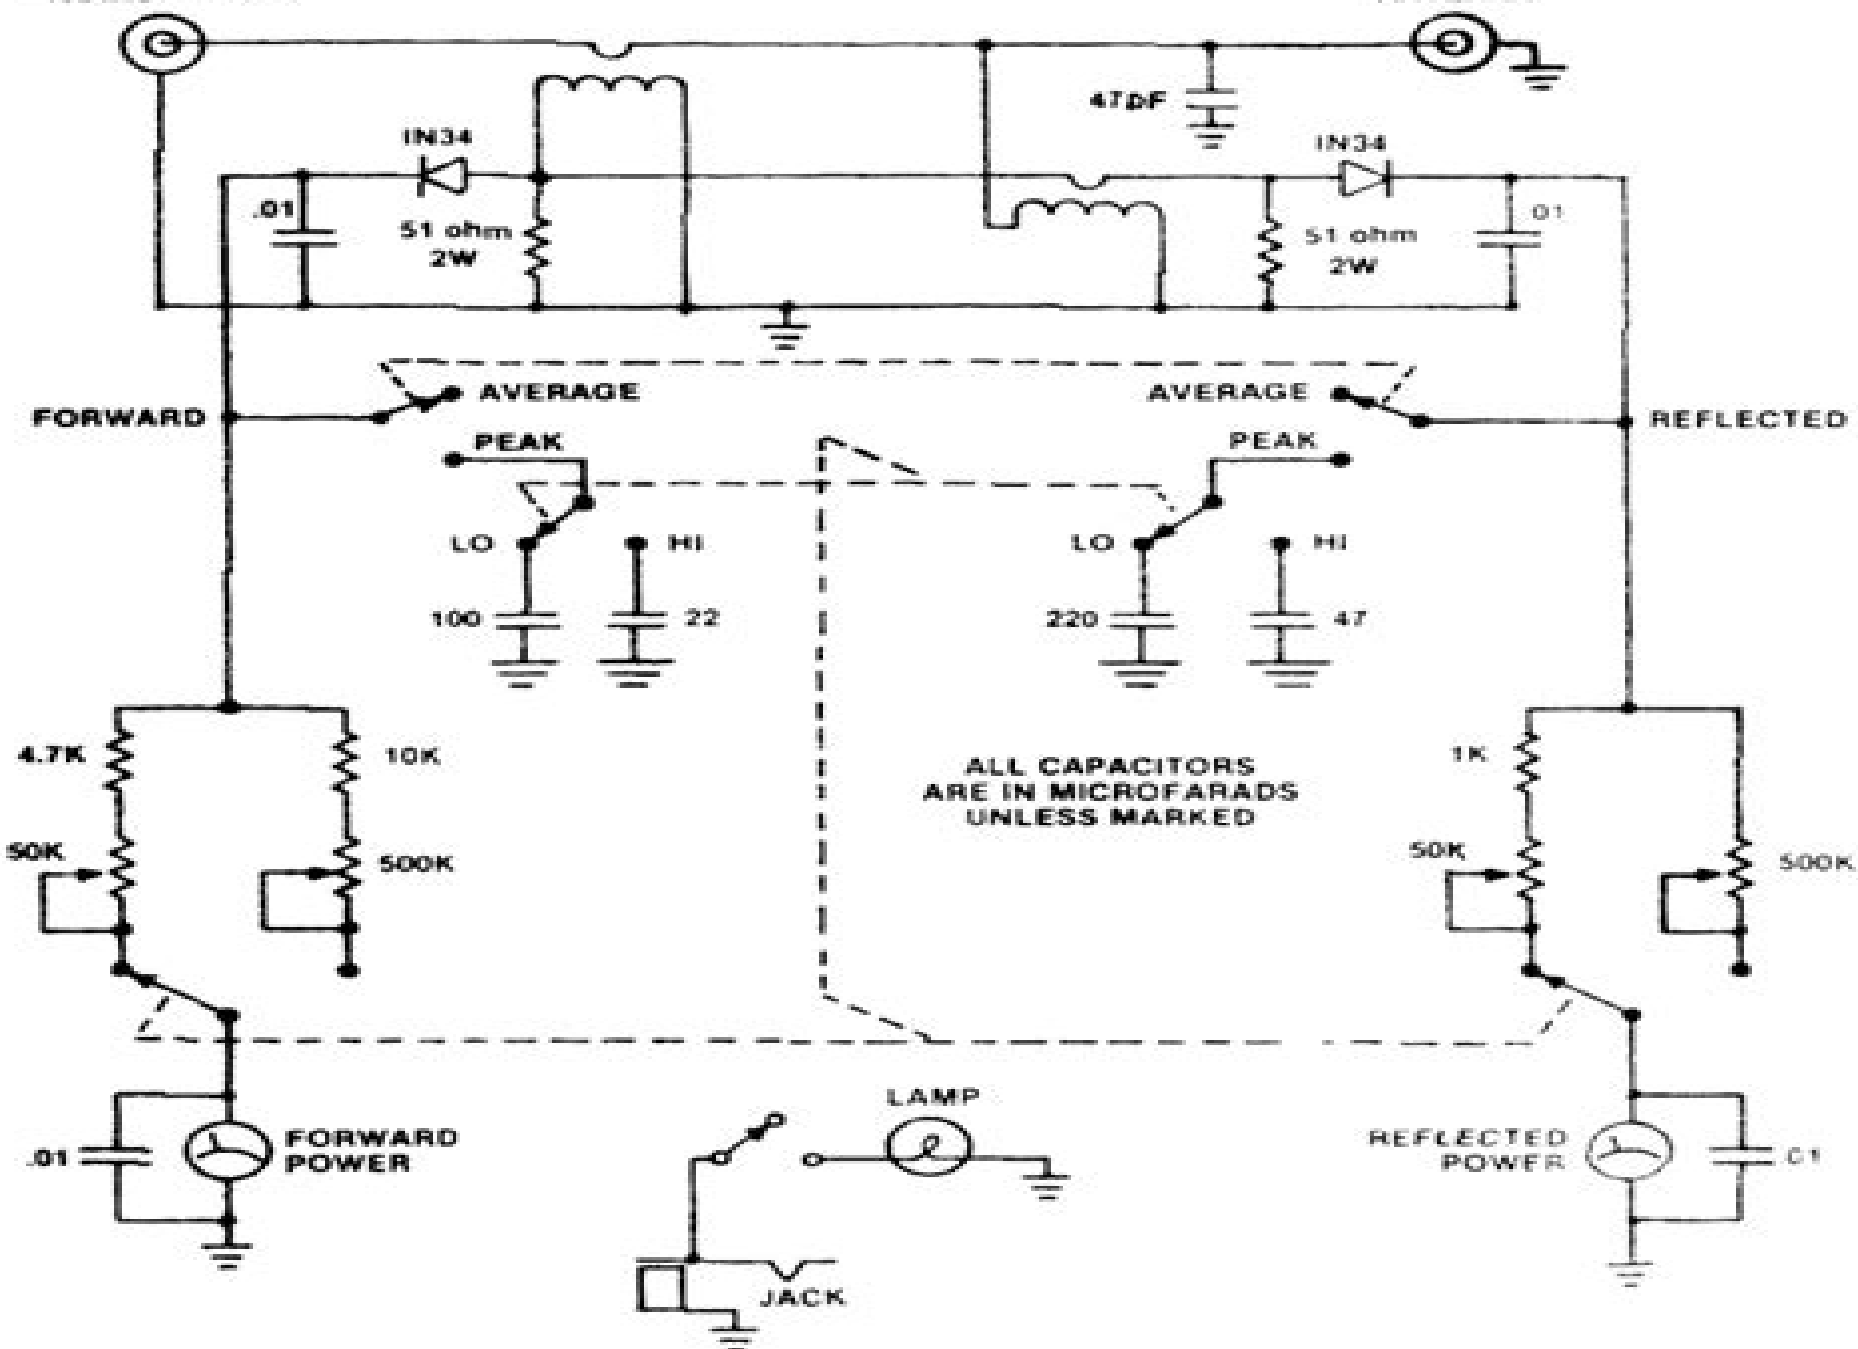 47pF
IN34
IN34
.01
51 ohm
2W
51 ohm
2W
01
FORWARD
AVERAGE
AVERAGE
REFLECTED
PEAK
PEAK
LO
HI
LO
HI
100
22
220
47
4.7K
10K
ALL CAPACITORS
ARE IN MICROFARADS
UNLESS MARKED
1K
50K
500K
50K
500K
LAMP
.01
FORWARD
POWER
REFLECTED
POWER
.01
JACK